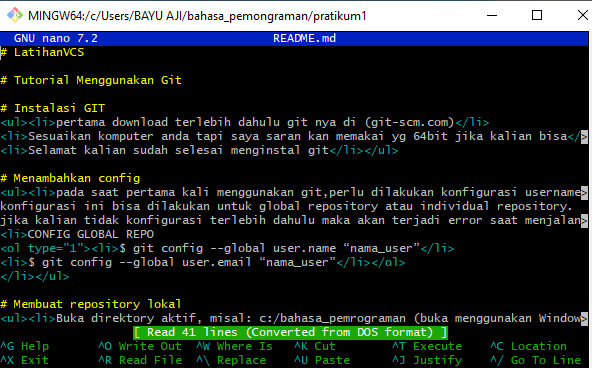 MINGW64:/c/Users/BAYU AJI/bahasa_pemongraman/pratikum1
GNU nano 7.2 README.md
# LatihanVCS
# Tutorial Menggunakan Git
# Instalasi GIT
<ul><li>pertama download terlebih dahulu git nya di (git-scm.com)</li>
<li>Sesuaikan komputer anda tapi saya saran kan memakai yg 64bit jika kalian bisa</>
<li>Selamat kalian sudah selesai menginstal git</li></ul>
# Menambahkan config
<ul><li>pada saat pertama kali menggunakan git,perlu dilakukan konfigurasi username>
konfigurasi ini bisa dilakukan untuk global repository atau individual repository.
jika kalian tidak konfigurasi terlebih dahulu maka akan terjadi error saat menjalan>
<li>CONFIG GLOBAL REPO
<ol type="1"><li>$ git config --global user.name “nama_user”</li>
<li>$ git config --global user.email “nama_user”</li></ol>
</li></ul>
# Membuat repository lokal
<ul><li>Buka direktory aktif, misal: c:/bahasa_pemrograman (buka menggunakan Window>
[ Read 41 lines (Converted from DOS format) ]
^G Help ^O Write Out ^W Where Is ^K Cut ^T Execute ^C Location
^X Exit ^R Read File ^\ Replace ^U Paste ^J Justify ^/ Go To Line